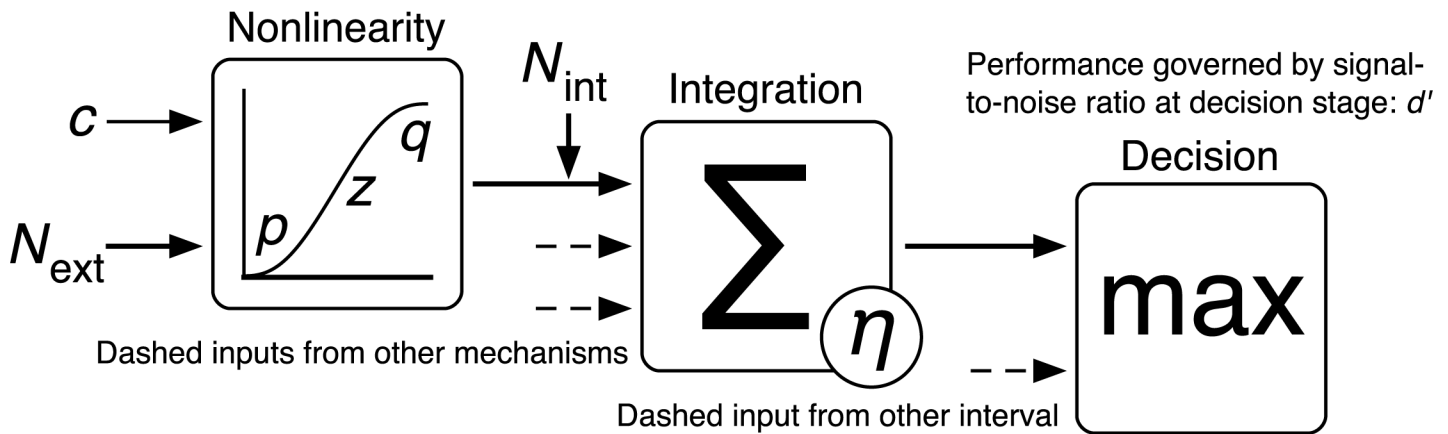 Nonlinearity
c
N ext
p
z
q
N int
Integration
Σ
η
Performance governed by signal-
to-noise ratio at decision stage: d'
Decision
max
Dashed inputs from other mechanisms
Dashed input from other interval